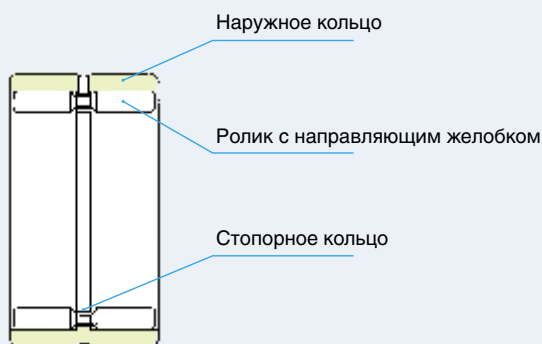 Наружное кольцо
Ролик с направляющим желобком
Стопорное кольцо